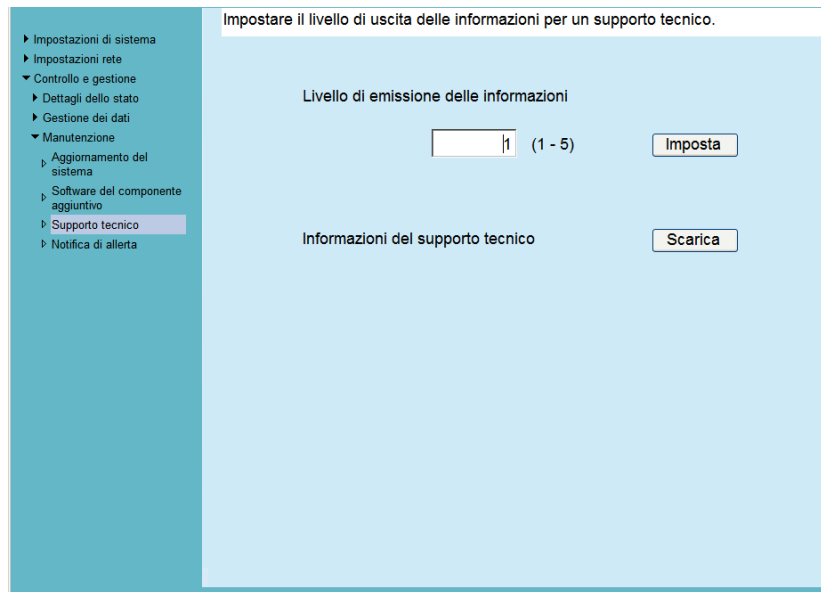 Impostare il livello di uscita delle informazioni per un supporto tecnico.
Impostazioni di sistema
Impostazioni rete
Controllo e gestione
Dettagli dello stato
Gestione dei dati
Manutenzione
Aggiornamento del
sistema
Software del componente
aggiuntivo
Supporto tecnico
Notifica di allerta
Livello di emissione delle informazioni
1 (1 - 5) Imposta
Informazioni del supporto tecnico Scarica